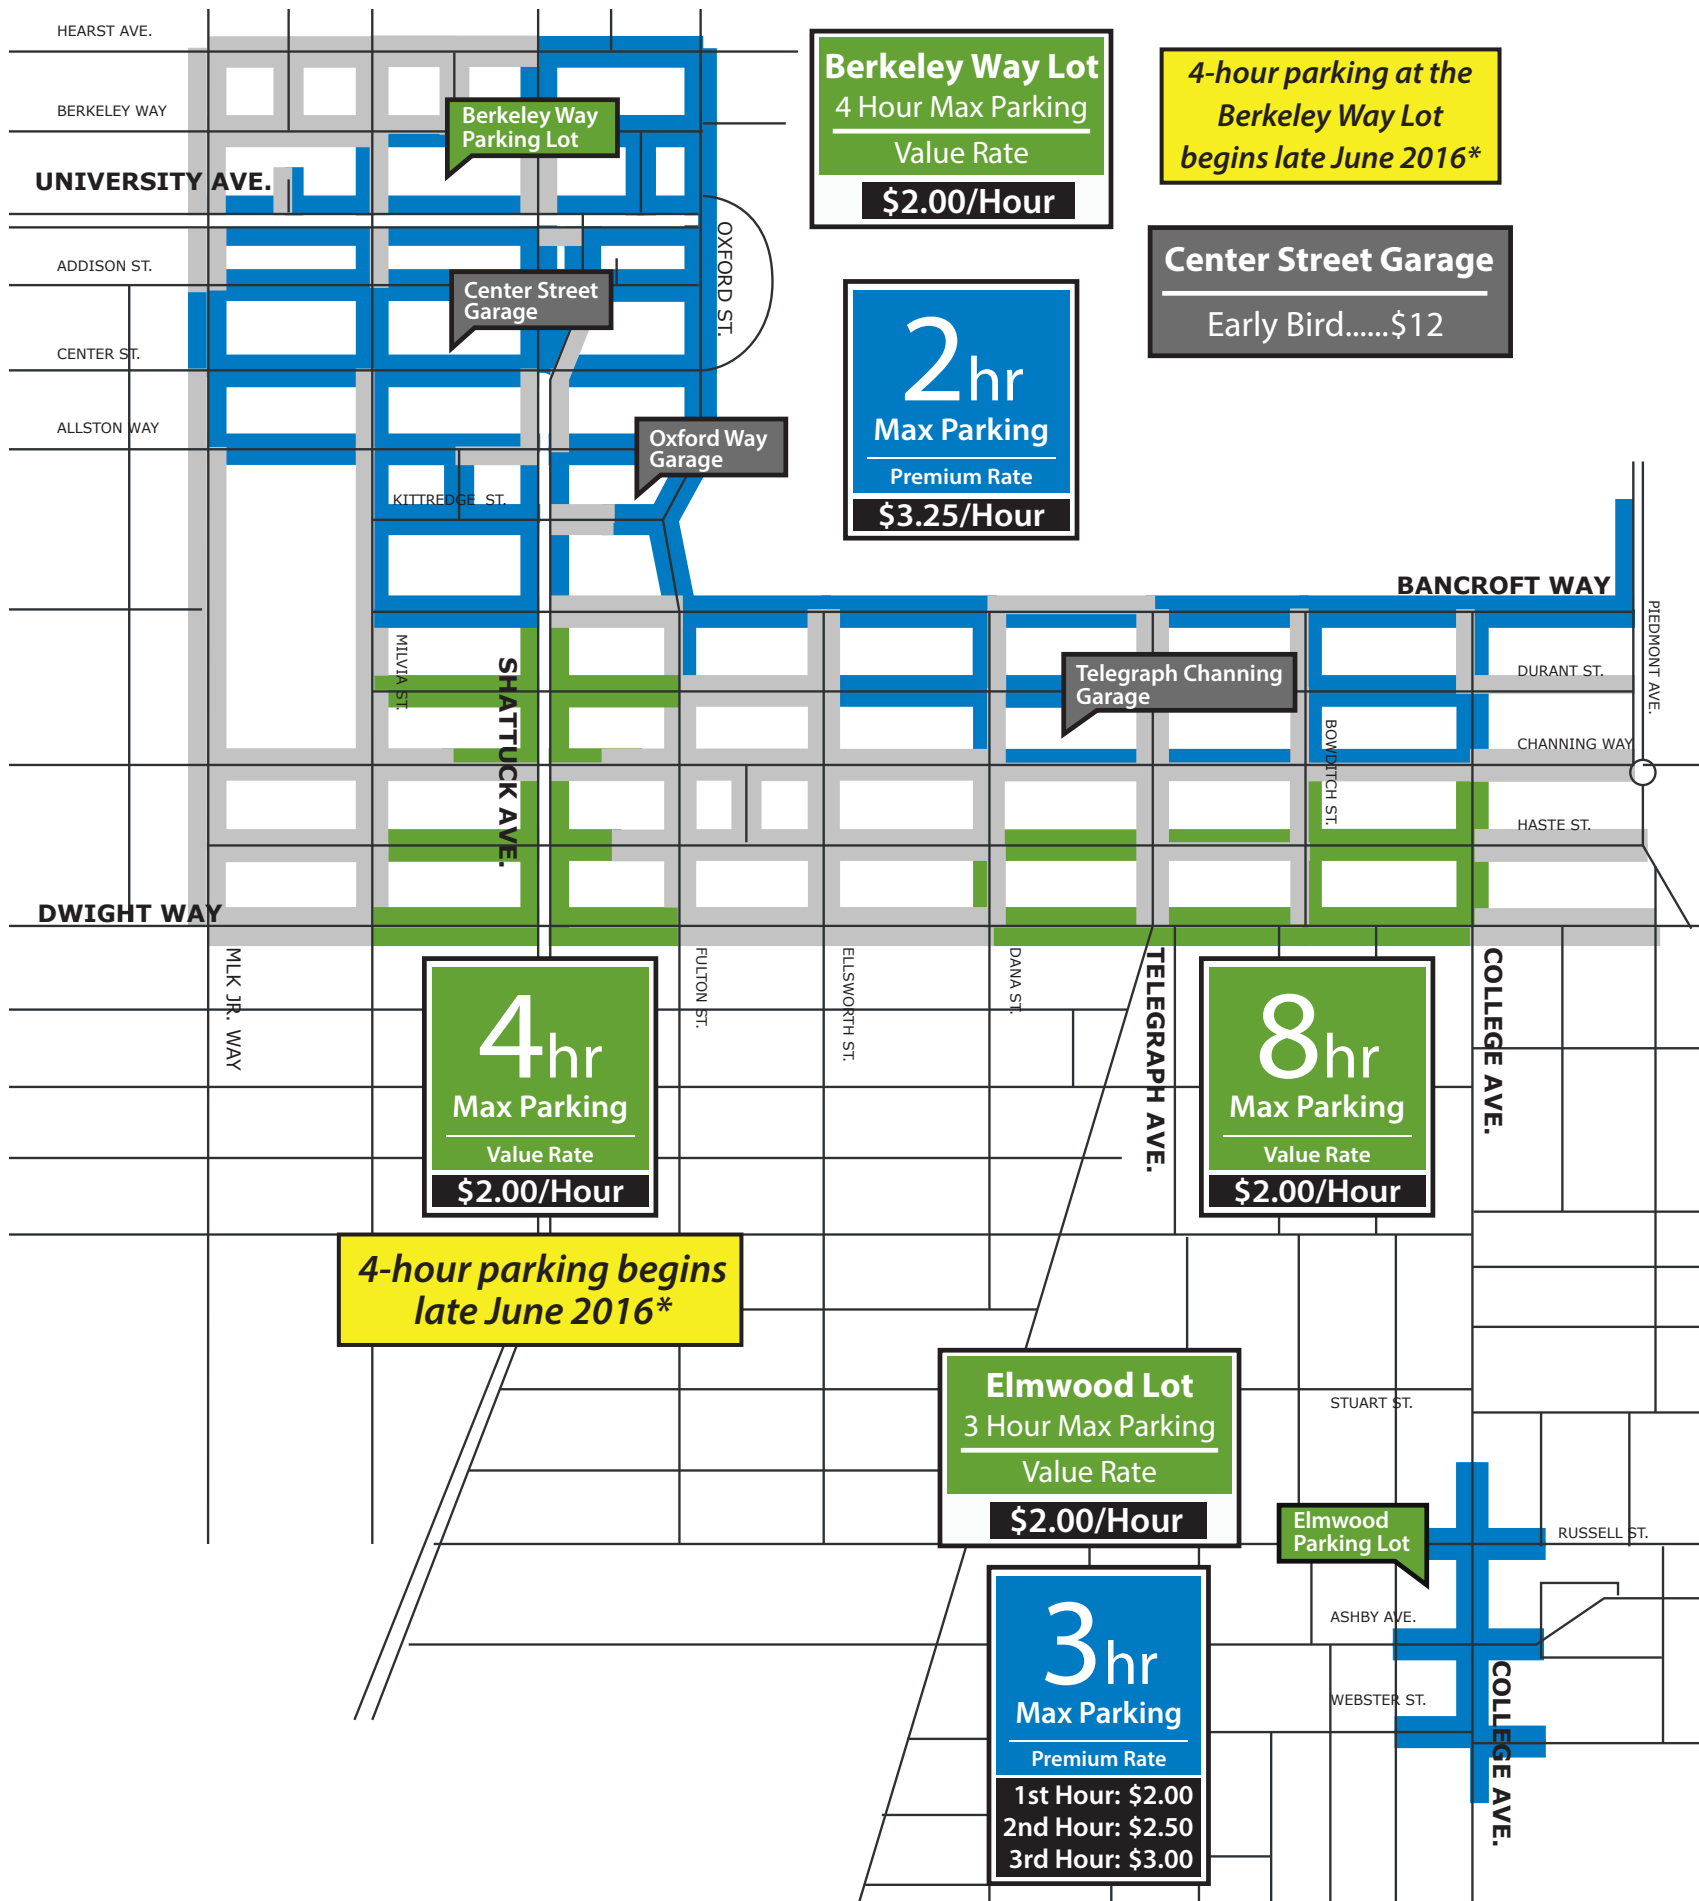 HEARST AVE.
BERKELEY WAY
UNIVERSITY AVE.
ADDISON ST.
CENTER ST.
ALLSTON WAY
KITTREDGE ST.
Berkeley Way
Parking Lot
Center Street
Garage
OXFORD ST.
Oxford Way
Garage
Berkeley Way Lot
4 Hour Max Parking
Value Rate
$2.00/Hour
4-hour parking at the
Berkeley Way Lot
begins late June 2016*
Center Street Garage
Early Bird......$12
2hr
Max Parking
Premium Rate
$3.25/Hour
BANCROFT WAY
PIEDMONT AVE.
MILVIA ST.
SHATTUCK AVE.
Telegraph Channing
Garage
DURANT ST.
BOWDITCH ST.
CHANNING WAY
HASTE ST.
DWIGHT WAY
MLK JR. WAY
FULTON ST.
ELLSWORTH ST.
DANA ST.
TELEGRAPH AVE.
COLLEGE AVE.
4hr
Max Parking
Value Rate
$2.00/Hour
8hr
Max Parking
Value Rate
$2.00/Hour
4-hour parking begins
late June 2016*
Elmwood Lot
3 Hour Max Parking
Value Rate
$2.00/Hour
STUART ST.
Elmwood
Parking Lot
RUSSELL ST.
ASHBY AVE.
WEBSTER ST.
COLLEGE AVE.
3hr
Max Parking
Premium Rate
1st Hour: $2.00
2nd Hour: $2.50
3rd Hour: $3.00